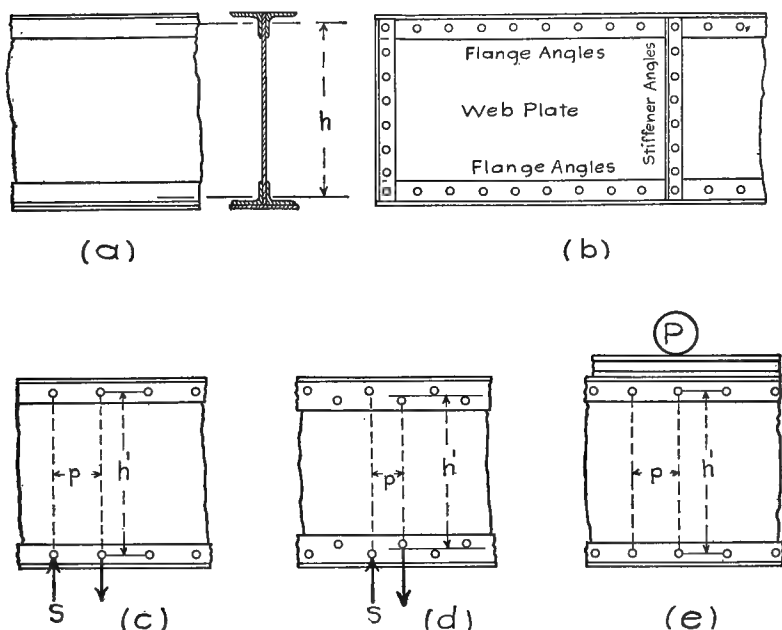 h
(a)
Flange Angles
Web Plate
Flange Angles
Stiffener Angles
(b)
p
h'
S
(c)
p
h'
S
(d)
P
p
h'
(e)